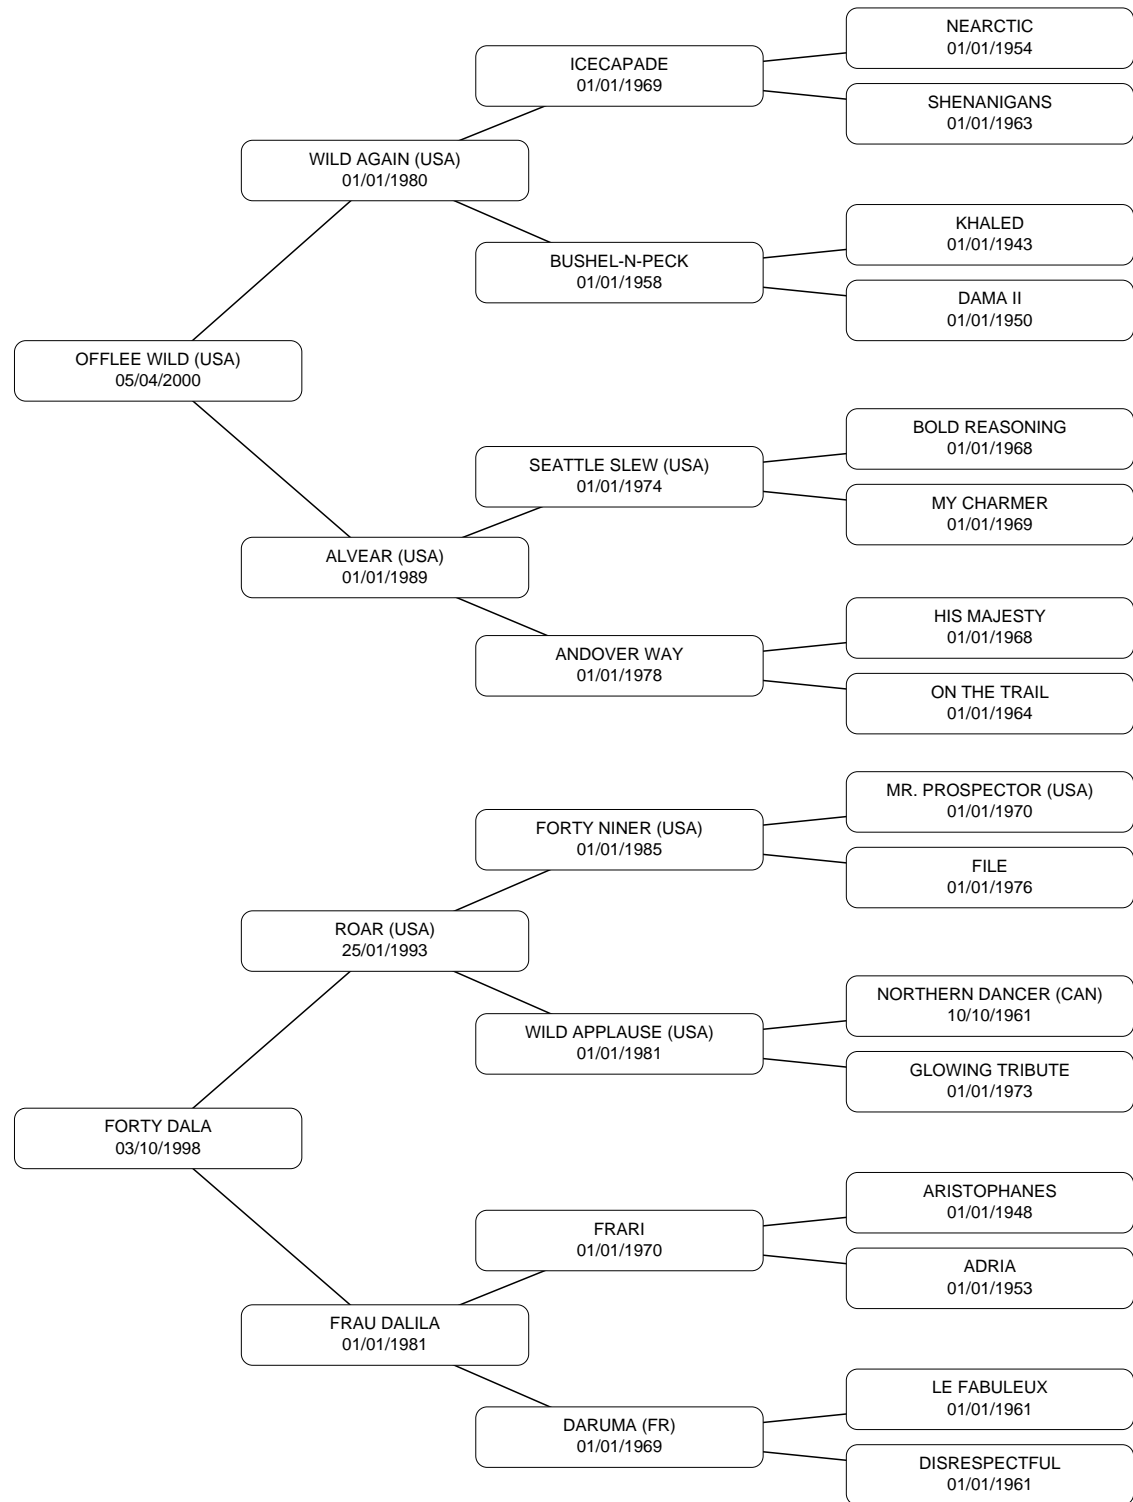 NEARCTIC
01/01/1954
ICECAPADE
01/01/1969
SHENANIGANS
01/01/1963
WILD AGAIN (USA)
01/01/1980
KHALED
01/01/1943
BUSHEL-N-PECK
01/01/1958
DAMA II
01/01/1950
OFFLEE WILD (USA)
05/04/2000
BOLD REASONING
01/01/1968
SEATTLE SLEW (USA)
01/01/1974
MY CHARMER
01/01/1969
ALVEAR (USA)
01/01/1989
HIS MAJESTY
01/01/1968
ANDOVER WAY
01/01/1978
ON THE TRAIL
01/01/1964
MR. PROSPECTOR (USA)
01/01/1970
FORTY NINER (USA)
01/01/1985
FILE
01/01/1976
ROAR (USA)
25/01/1993
NORTHERN DANCER (CAN)
10/10/1961
WILD APPLAUSE (USA)
01/01/1981
GLOWING TRIBUTE
01/01/1973
FORTY DALA
03/10/1998
ARISTOPHANES
01/01/1948
FRARI
01/01/1970
ADRIA
01/01/1953
FRAU DALILA
01/01/1981
LE FABULEUX
01/01/1961
DARUMA (FR)
01/01/1969
DISRESPECTFUL
01/01/1961